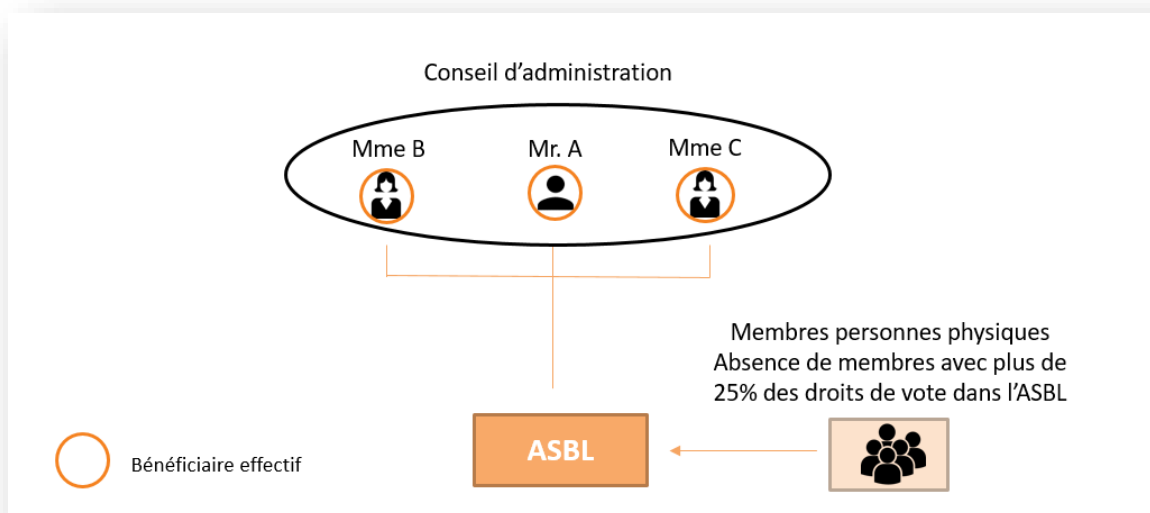 Conseil d'administration
Mme B
Mr. A
Mme C
Membres personnes physiques
Absence de membres avec plus de
25% des droits de vote dans l'ASBL
ASBL
Bénéficiaire effectif